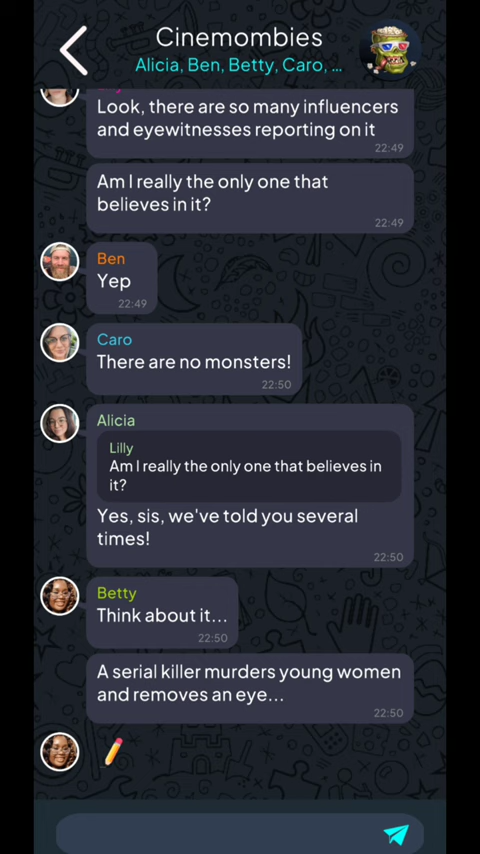 Cinemombies
Alicia, Ben, Betty, Caro, ...
Look, there are so many influencers
and eyewitnesses reporting on it
22:49
Am I really the only one that
believes in it?
22:49
Ben
Yep
22:49
Caro
There are no monsters!
22:50
Alicia
Lilly
Am I really the only one that believes in
it?
Yes, sis, we've told you several
times!
22:50
Betty
Think about it...
22:50
A serial killer murders young women
and removes an eye...
22:50